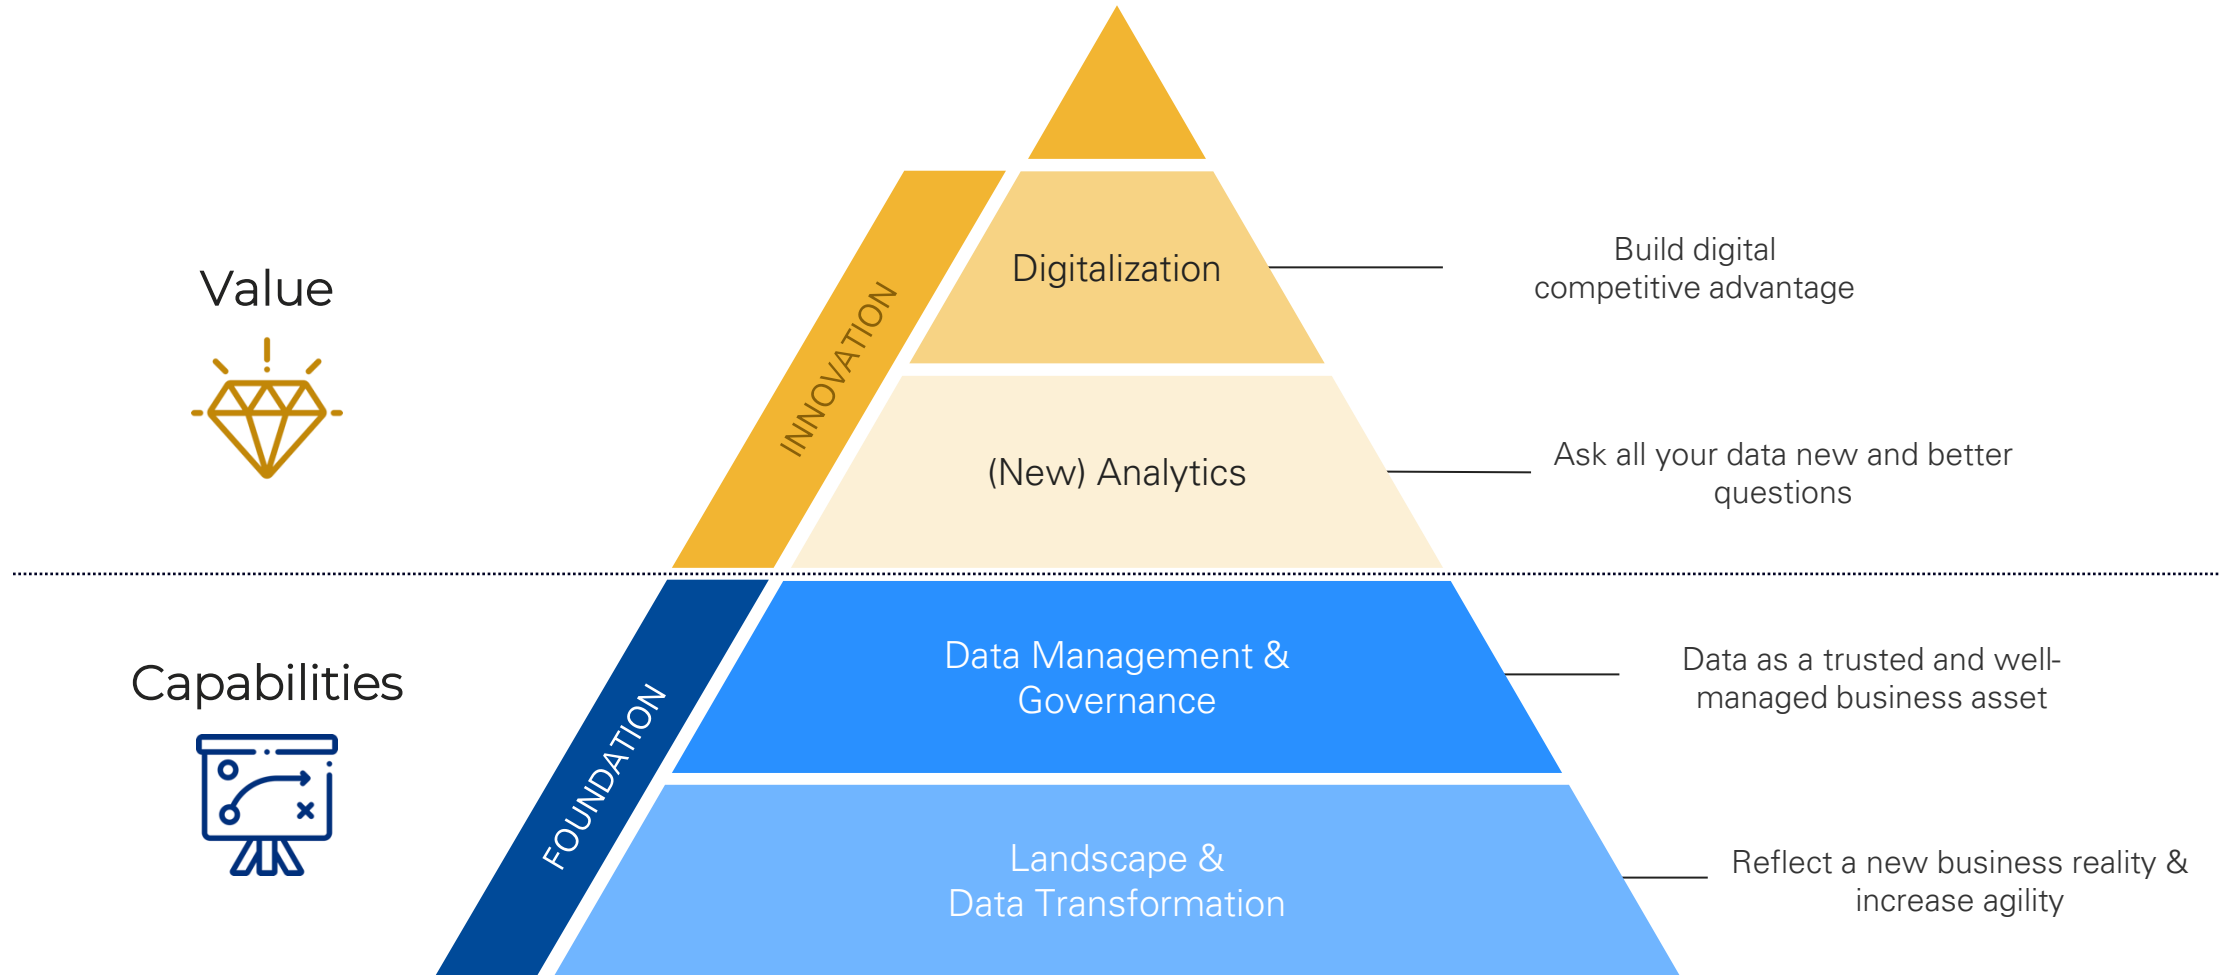 Value
INNOVATION
Digitalization
Build digital
competitive advantage
(New) Analytics
Ask all your data new and better
questions
Capabilities
FOUNDATION
Data Management &
Governance
Data as a trusted and well-
managed business asset
Landscape &
Data Transformation
Reflect a new business reality &
increase agility